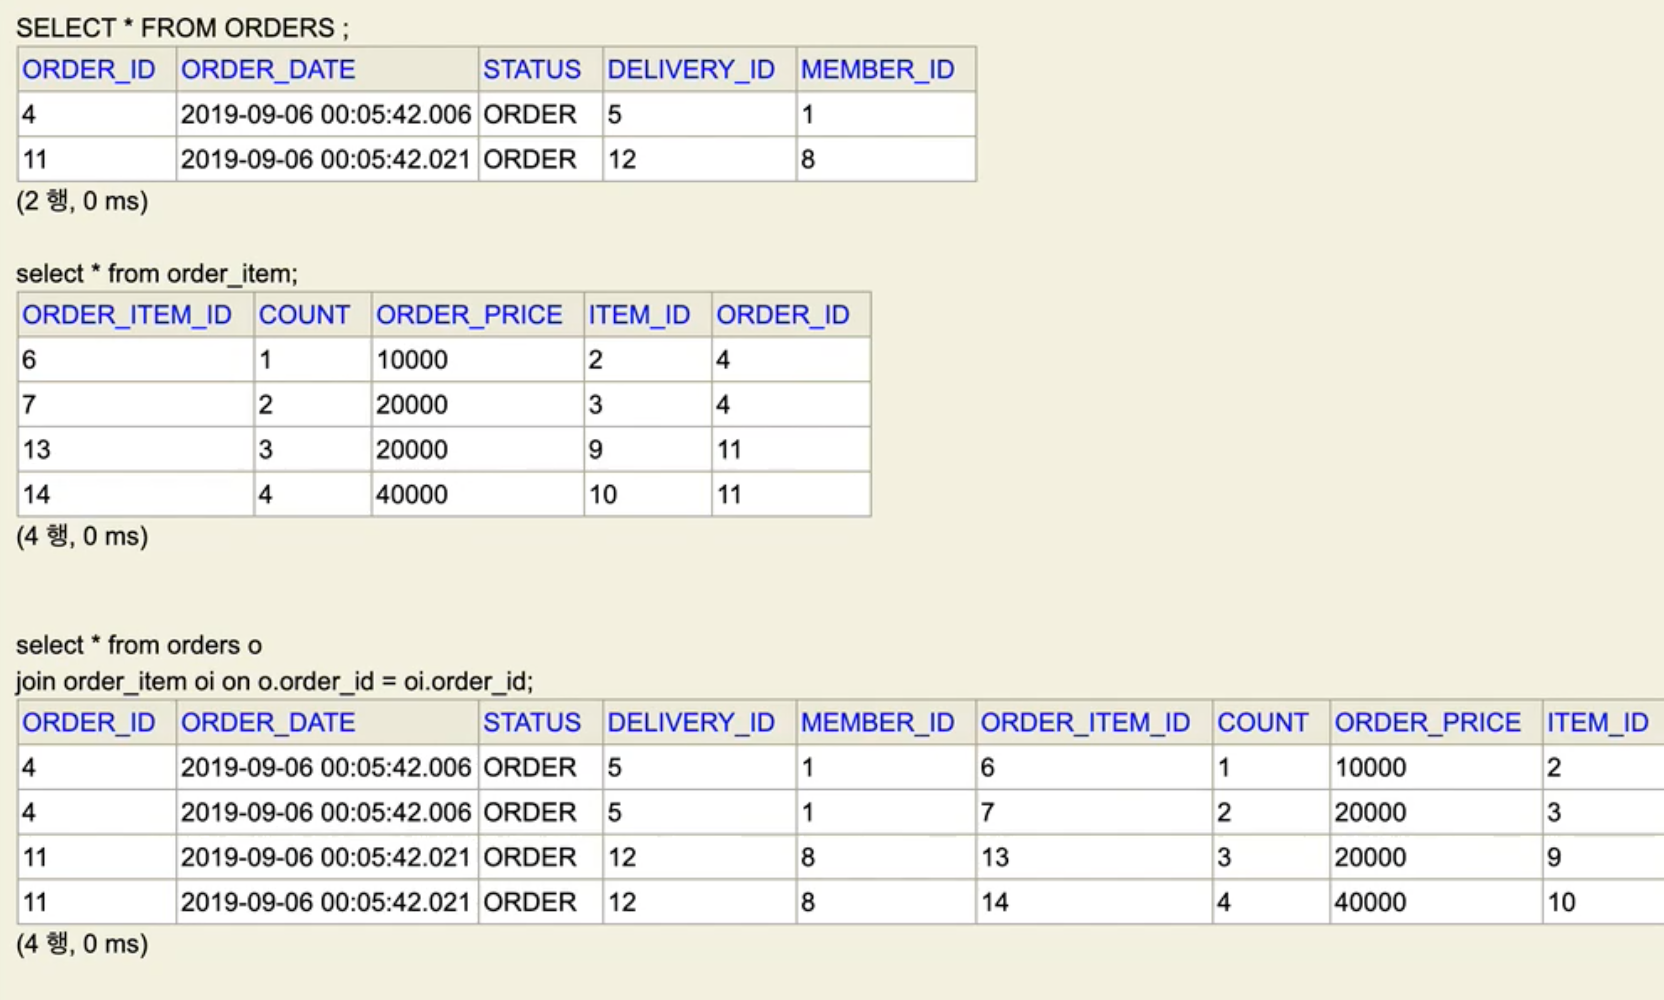 SELECT * FROM ORDERS ;
ORDER_ID ORDER_DATE STATUS DELIVERY_ID MEMBER_ID
4 2019-09-06 00:05:42.006 ORDER 5 1
11 2019-09-06 00:05:42.021 ORDER 12 8
(2 행, 0 ms)
select * from order_item;
ORDER_ITEM_ID COUNT ORDER_PRICE ITEM_ID ORDER_ID
6 1 10000 2 4
7 2 20000 3 4
13 3 20000 9 11
14 4 40000 10 11
(4 행, 0 ms)
select * from orders o
join order_item oi on o.order_id = oi.order_id;
ORDER_ID ORDER_DATE STATUS DELIVERY_ID MEMBER_ID ORDER_ITEM_ID COUNT ORDER_PRICE ITEM_ID
4 2019-09-06 00:05:42.006 ORDER 5 1 6 1 10000 2
4 2019-09-06 00:05:42.006 ORDER 5 1 7 2 20000 3
11 2019-09-06 00:05:42.021 ORDER 12 8 13 3 20000 9
11 2019-09-06 00:05:42.021 ORDER 12 8 14 4 40000 10
(4 행, 0 ms)